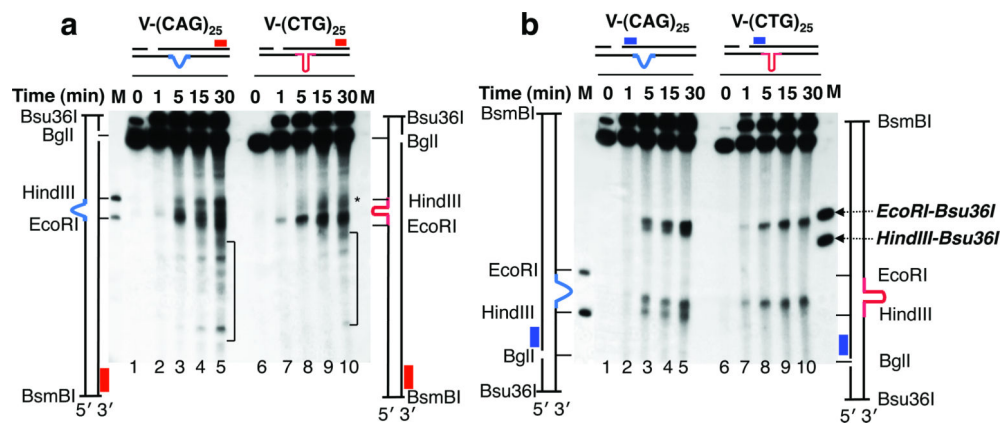 a
V-(CAG)25 V-(CTG)25
Time (min) M 0 1 5 15 30 0 1 5 15 30 M
Bsu36I Bsu36I
BglI BglI
HindIII * HindIII
EcoRI EcoRI
1 2 3 4 5 6 7 8 9 10
BsmBI BsmBI
5′ 3′ 5′ 3′
b
V-(CAG)25 V-(CTG)25
Time (min) M 0 1 5 15 30 0 1 5 15 30 M
BsmBI BsmBI
EcoRI-Bsu36I
HindIII-Bsu36I
EcoRI EcoRI
HindIII HindIII
BglI BglI
1 2 3 4 5 6 7 8 9 10
Bsu36I Bsu36I
5′ 3′ 5′ 3′